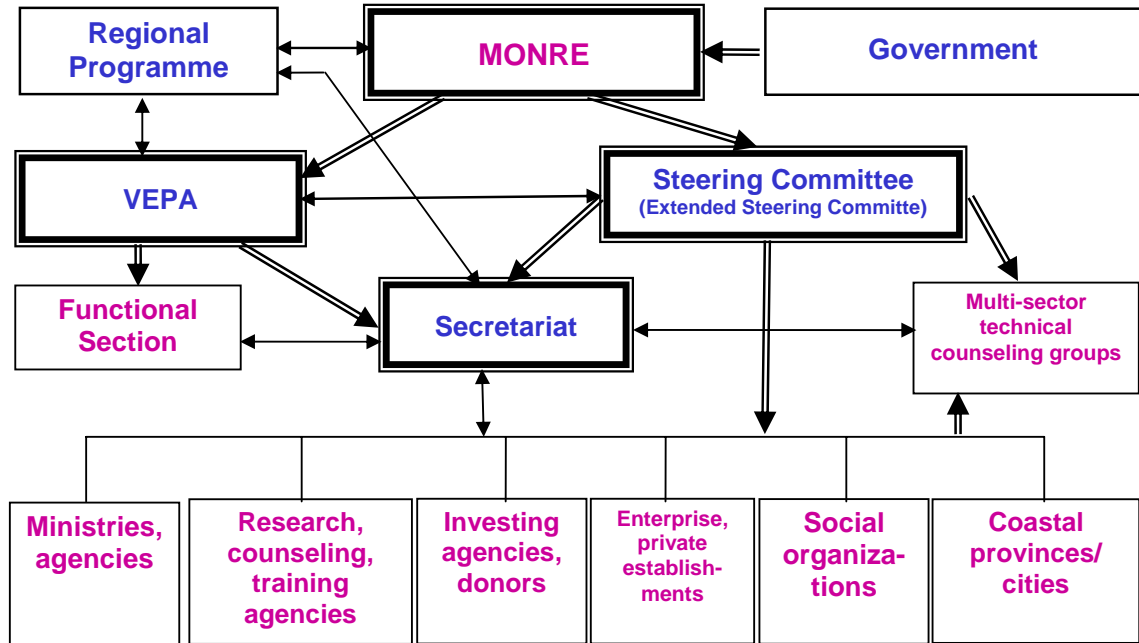 Regional
Programme
MONRE
Government
VEPA
Steering Committee
(Extended Steering Committe)
Functional
Section
Secretariat
Multi-sector
technical
counseling groups
Ministries,
agencies
Research,
counseling,
training
agencies
Investing
agencies,
donors
Enterprise,
private
establish-
ments
Social
organiza-
tions
Coastal
provinces/
cities